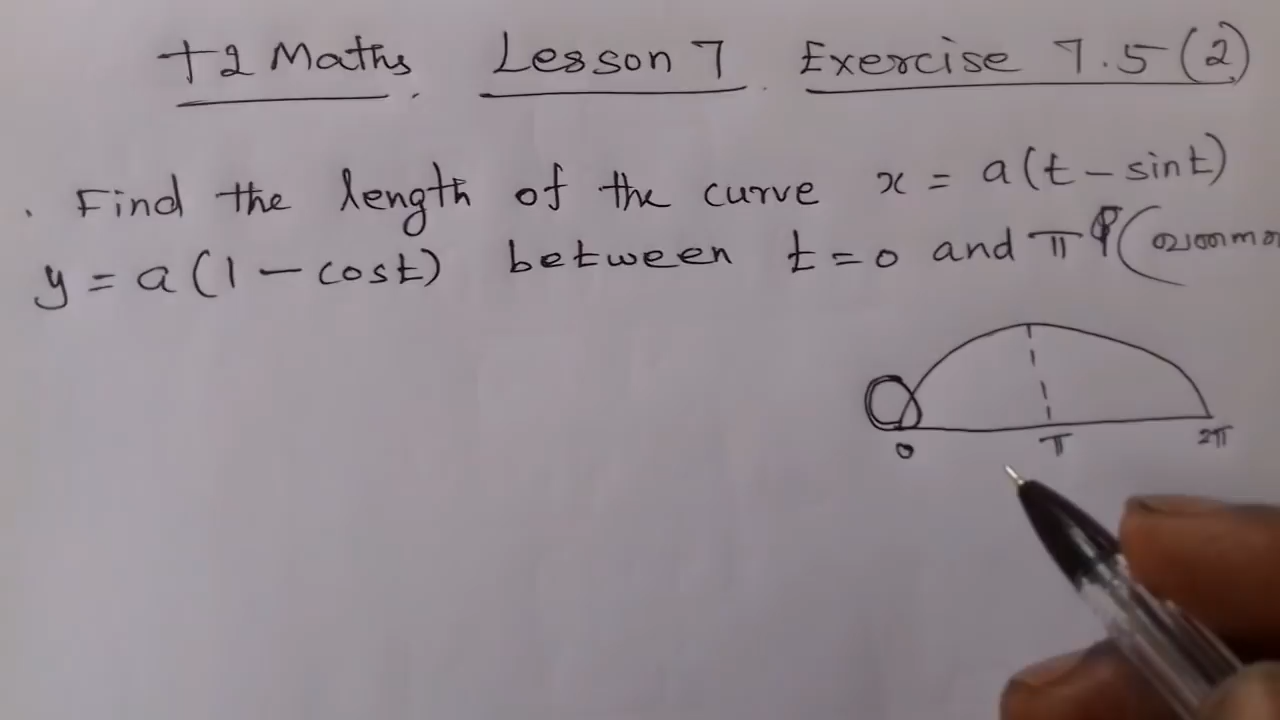 +2 Maths. Lesson 7. Exercise 7.5 (2)
. Find the length of the curve x = a(t - sint)
y = a(1 - cost) between t = 0 and π
0 π 2π